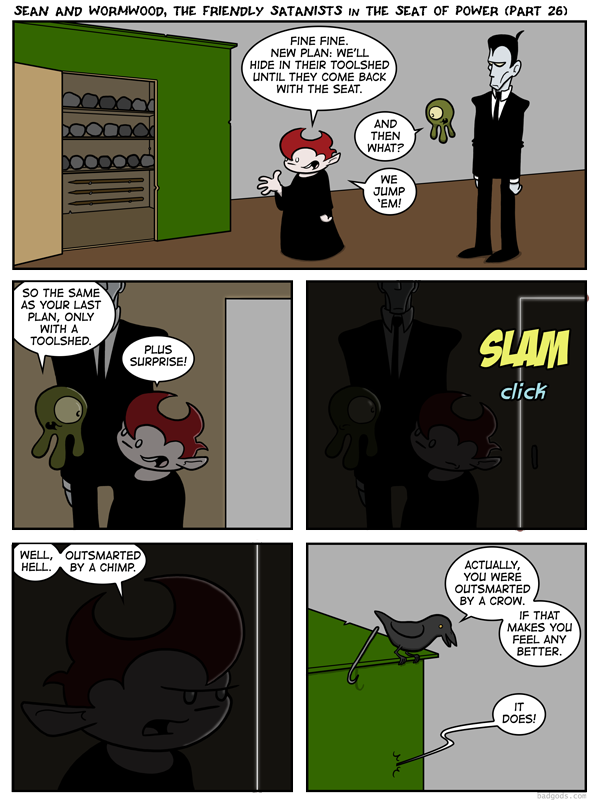 SEAN AND WORMWOOD, THE FRIENDLY SATANISTS IN THE SEAT OF POWER (PART 26)
FINE FINE.
NEW PLAN: WE'LL
HIDE IN THEIR TOOLSHED
UNTIL THEY COME BACK
WITH THE SEAT.
AND
THEN
WHAT?
WE
JUMP
'EM!
SO THE SAME
AS YOUR LAST
PLAN, ONLY
WITH A
TOOLSHED.
PLUS
SURPRISE!
SLAM
click
WELL,
HELL.
OUTSMARTED
BY A CHIMP.
ACTUALLY,
YOU WERE
OUTSMARTED
BY A CROW.
IF THAT
MAKES YOU
FEEL ANY
BETTER.
IT
DOES!
badgods.com